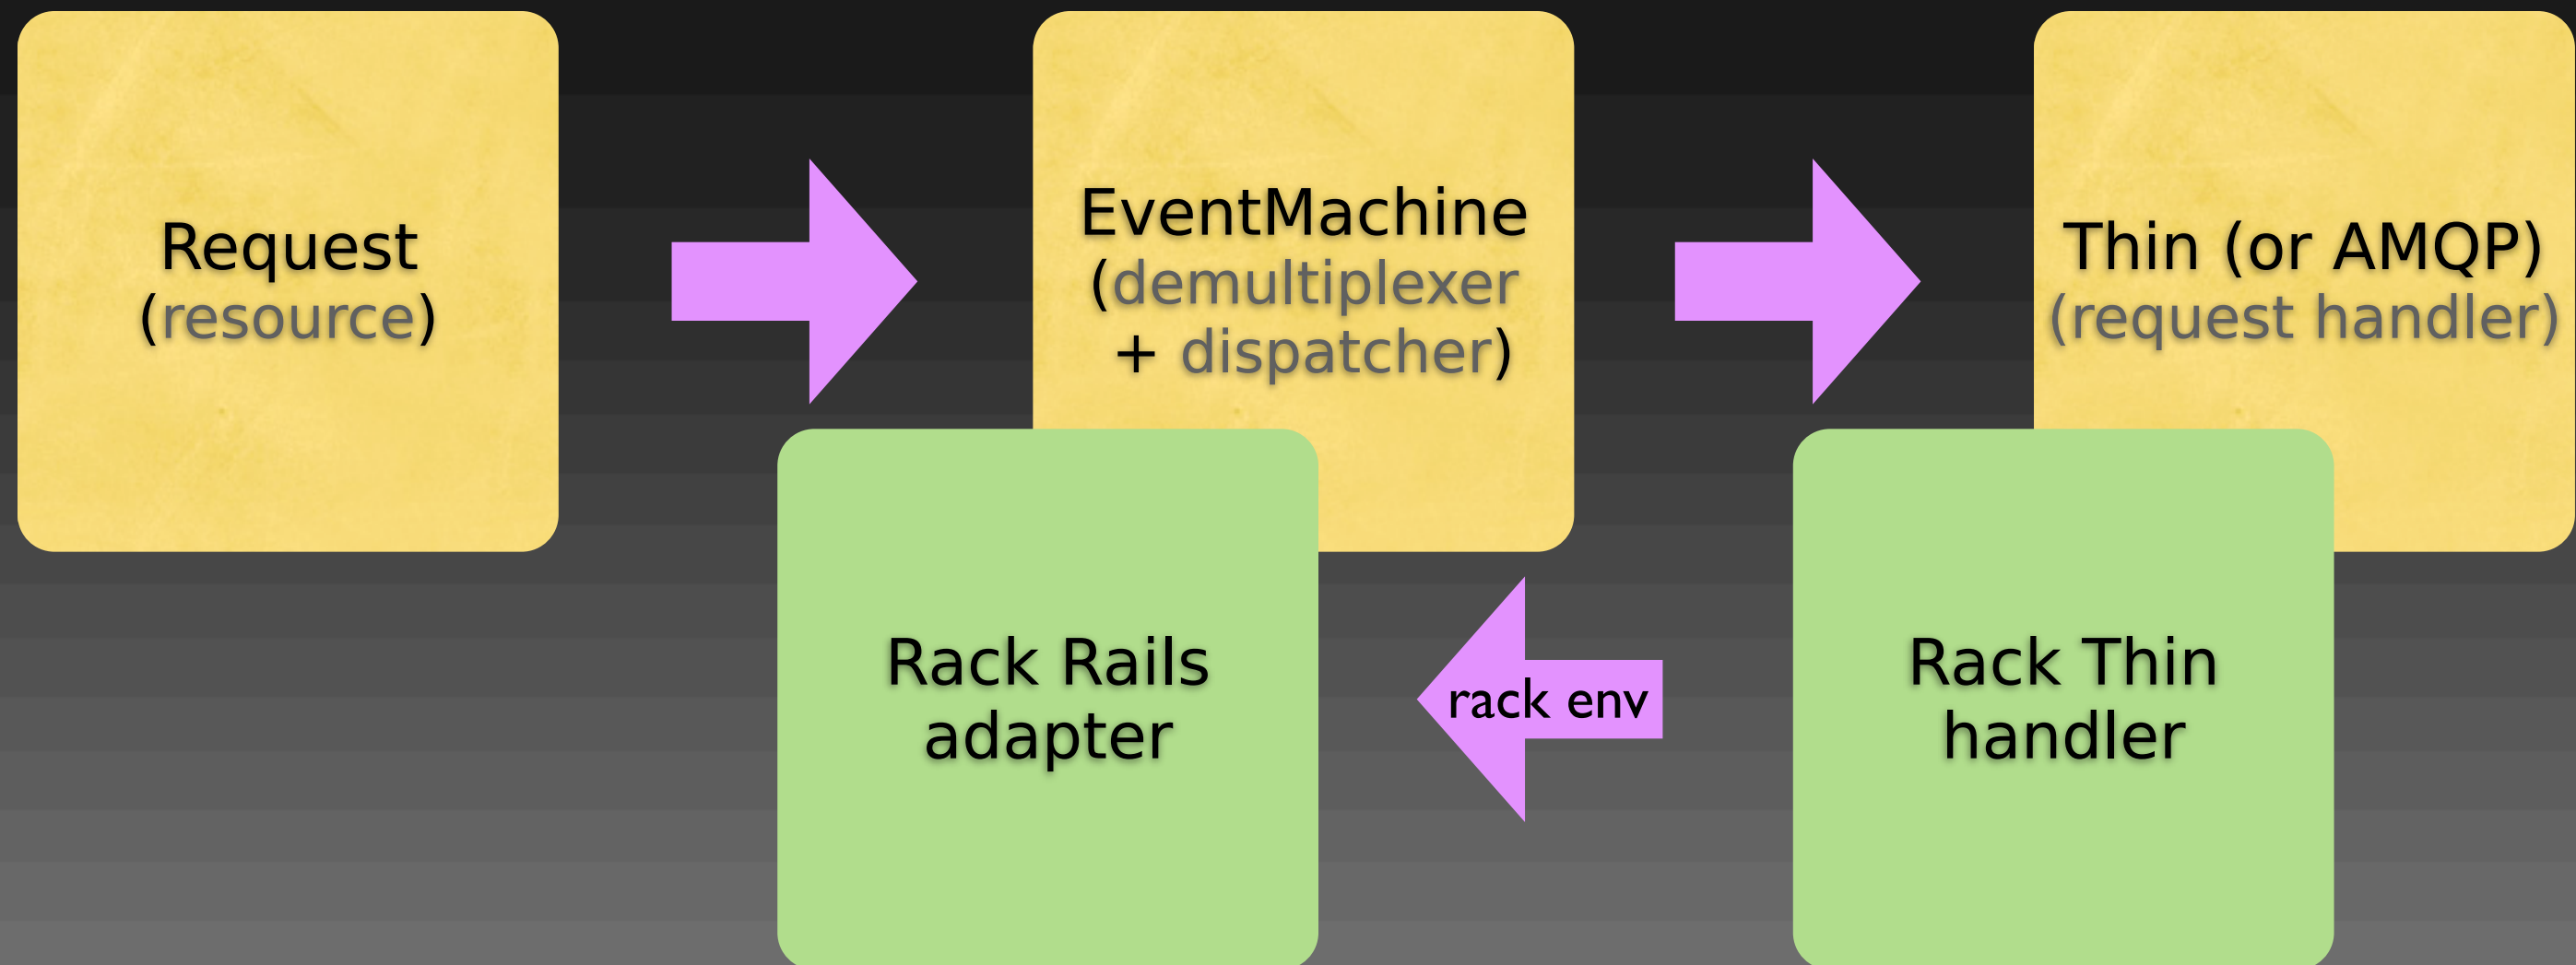 Request
(resource)
EventMachine
(demultiplexer
+ dispatcher)
Thin (or AMQP)
(request handler)
Rack Rails
adapter
rack env
Rack Thin
handler